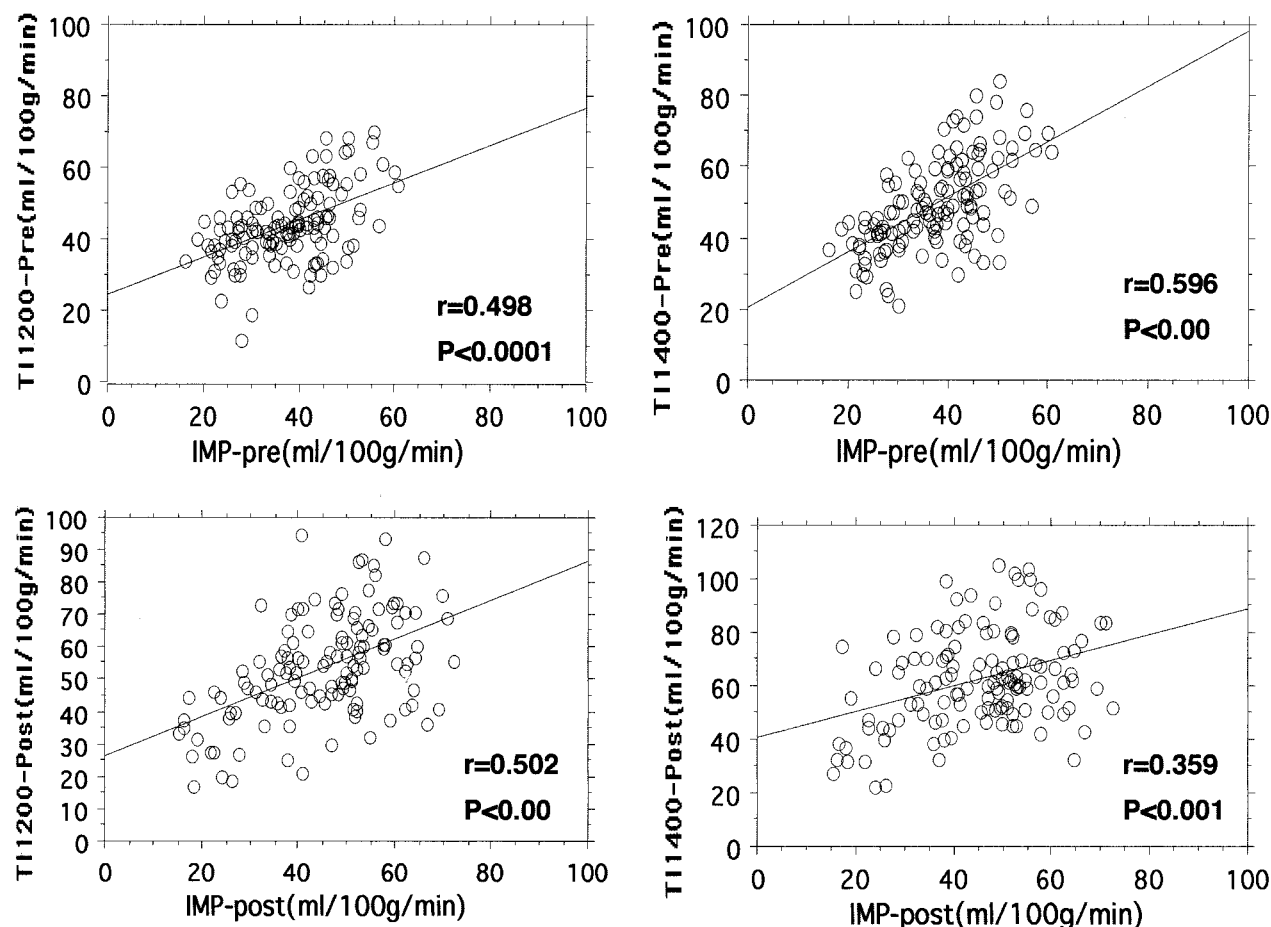 TI1200-Pre(ml/100g/min)
100
80
60
40
20
0
0 20 40 60 80 100
IMP-pre(ml/100g/min)
r=0.498
P<0.0001
TI1400-Pre(ml/100g/min)
100
80
60
40
20
0
0 20 40 60 80 100
IMP-pre(ml/100g/min)
r=0.596
P<0.00
TI1200-Post(ml/100g/min)
100
90
80
70
60
50
40
30
20
10
0
0 20 40 60 80 100
IMP-post(ml/100g/min)
r=0.502
P<0.00
TI1400-Post(ml/100g/min)
120
100
80
60
40
20
0
0 20 40 60 80 100
IMP-post(ml/100g/min)
r=0.359
P<0.001